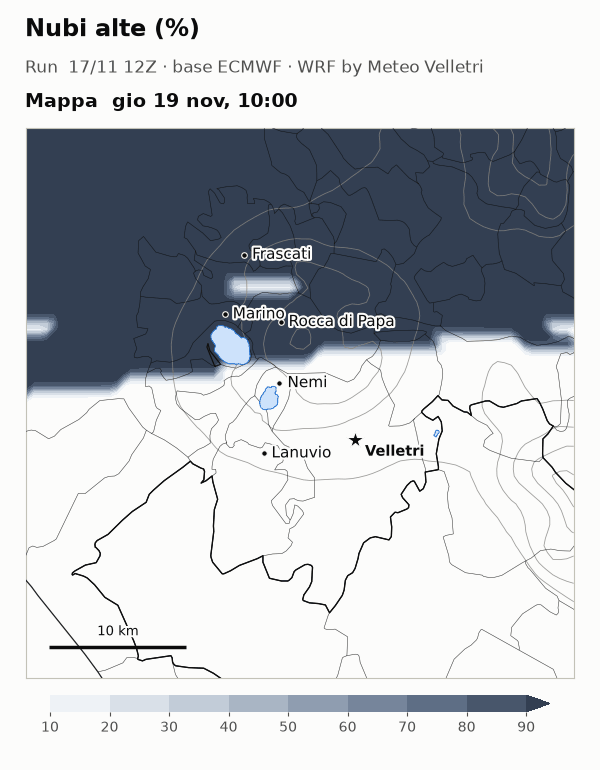 Nubi alte (%)
Run  17/11 12Z · base ECMWF · WRF by Meteo Velletri
Mappa  gio 19 nov, 10:00
Frascati
Marino
Rocca di Papa
Nemi
Velletri
Lanuvio
10 km
10 20 30 40 50 60 70 80 90